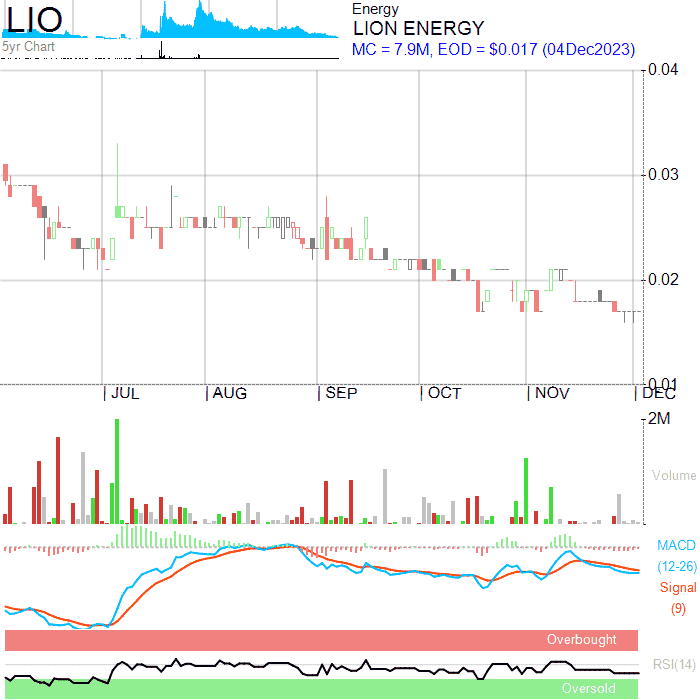 LIO
Energy
LION ENERGY
5yr Chart
MC = 7.9M, EOD = $0.017 (04Dec2023)
0.04
0.03
0.02
0.01
JUL
AUG
SEP
OCT
NOV
DEC
2M
Volume
MACD
(12-26)
Signal
(9)
Overbought
RSI(14)
Oversold